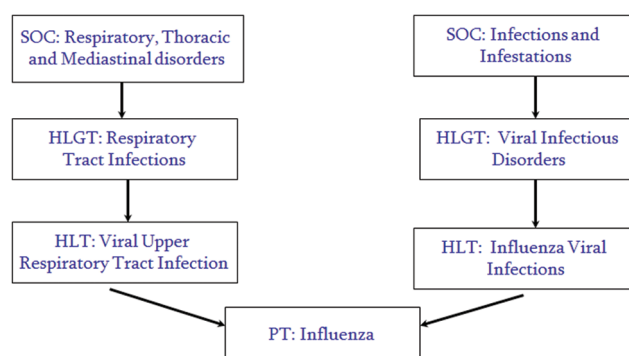 SOC: Respiratory, Thoracic
and Mediastinal disorders
HLGT: Respiratory
Tract Infections
HLT: Viral Upper
Respiratory Tract Infection
SOC: Infections and
Infestations
HLGT: Viral Infectious
Disorders
HLT: Influenza Viral
Infections
PT: Influenza